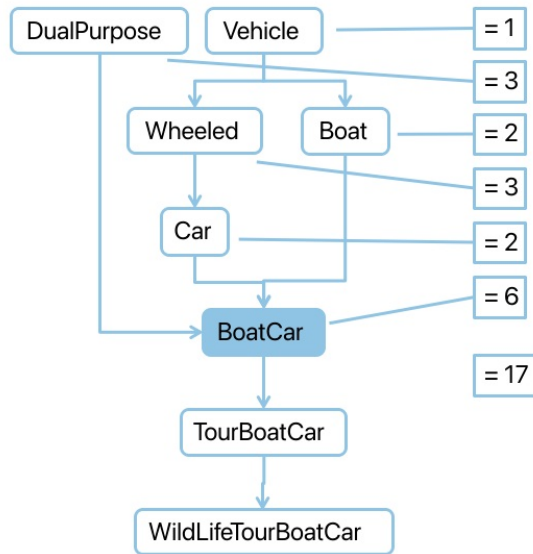 DualPurpose
Vehicle
= 1
= 3
Wheeled
Boat
= 2
= 3
Car
= 2
= 6
BoatCar
= 17
TourBoatCar
WildLifeTourBoatCar